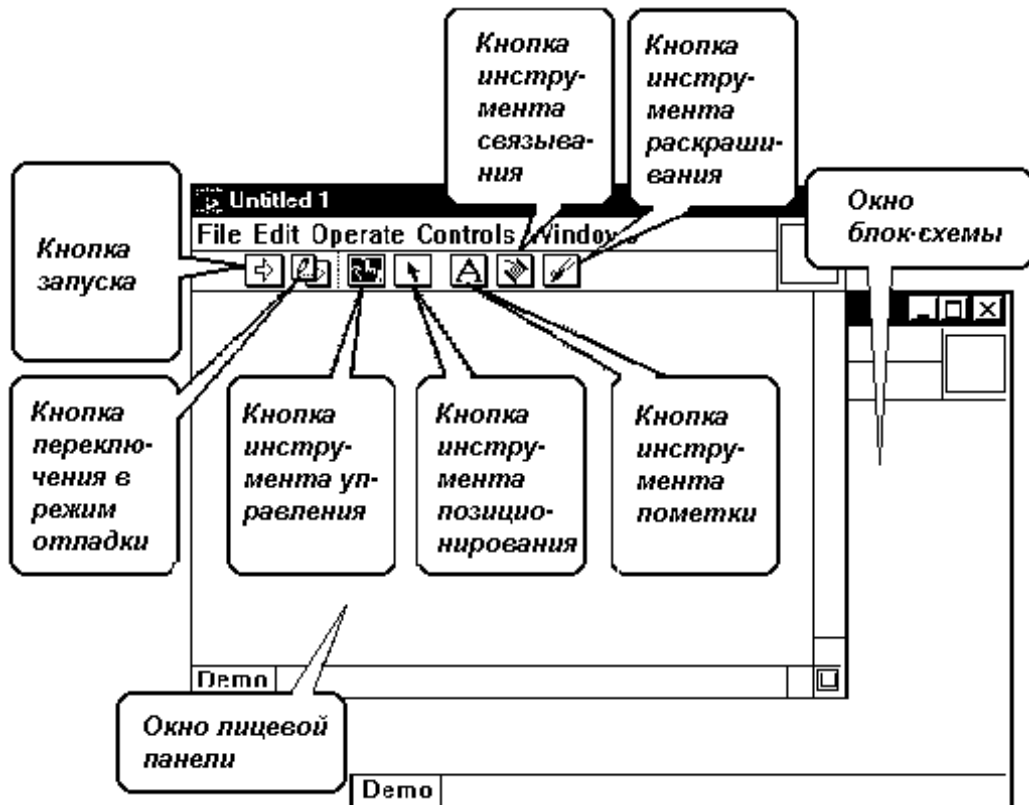 Кнопка
инстру-
мента
связыва-
ния
Кнопка
инстру-
мента
раскраши-
вания
Кнопка
запуска
Untitled 1
Окно
блок-схемы
File Edit Operate Controls Windows
Кнопка
переклю-
чения в
режим
отладки
Кнопка
инстру-
мента уп-
равления
Кнопка
инстру-
мента
позицио-
нирования
Кнопка
инстру-
мента
пометки
Demo
Окно лицевой
панели
Demo